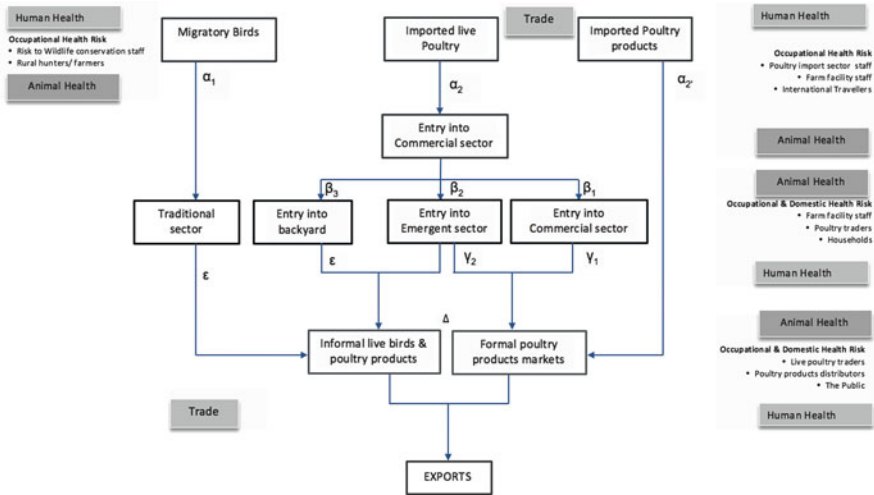 Human Health
Occupational Health Risk
• Risk to Wildlife conservation staff
• Rural hunters/ farmers
Animal Health
Migratory Birds
Imported live
Poultry
Trade
Imported Poultry
products
Human Health
Occupational Health Risk
• Poultry import sector staff
• Farm facility staff
• International Travellers
Animal Health
α1
α2
α2'
Entry into
Commercial sector
β3
β2
β1
Traditional
sector
Entry into
backyard
Entry into
Emergent sector
Entry into
Commercial sector
Animal Health
Occupational & Domestic Health Risk
• Farm facility staff
• Poultry traders
• Households
Human Health
ε
ε
γ2
γ1
Δ
Informal live birds &
poultry products
Formal poultry
products markets
Animal Health
Occupational & Domestic Health Risk
• Live poultry traders
• Poultry products distributors
• The Public
Human Health
Trade
EXPORTS